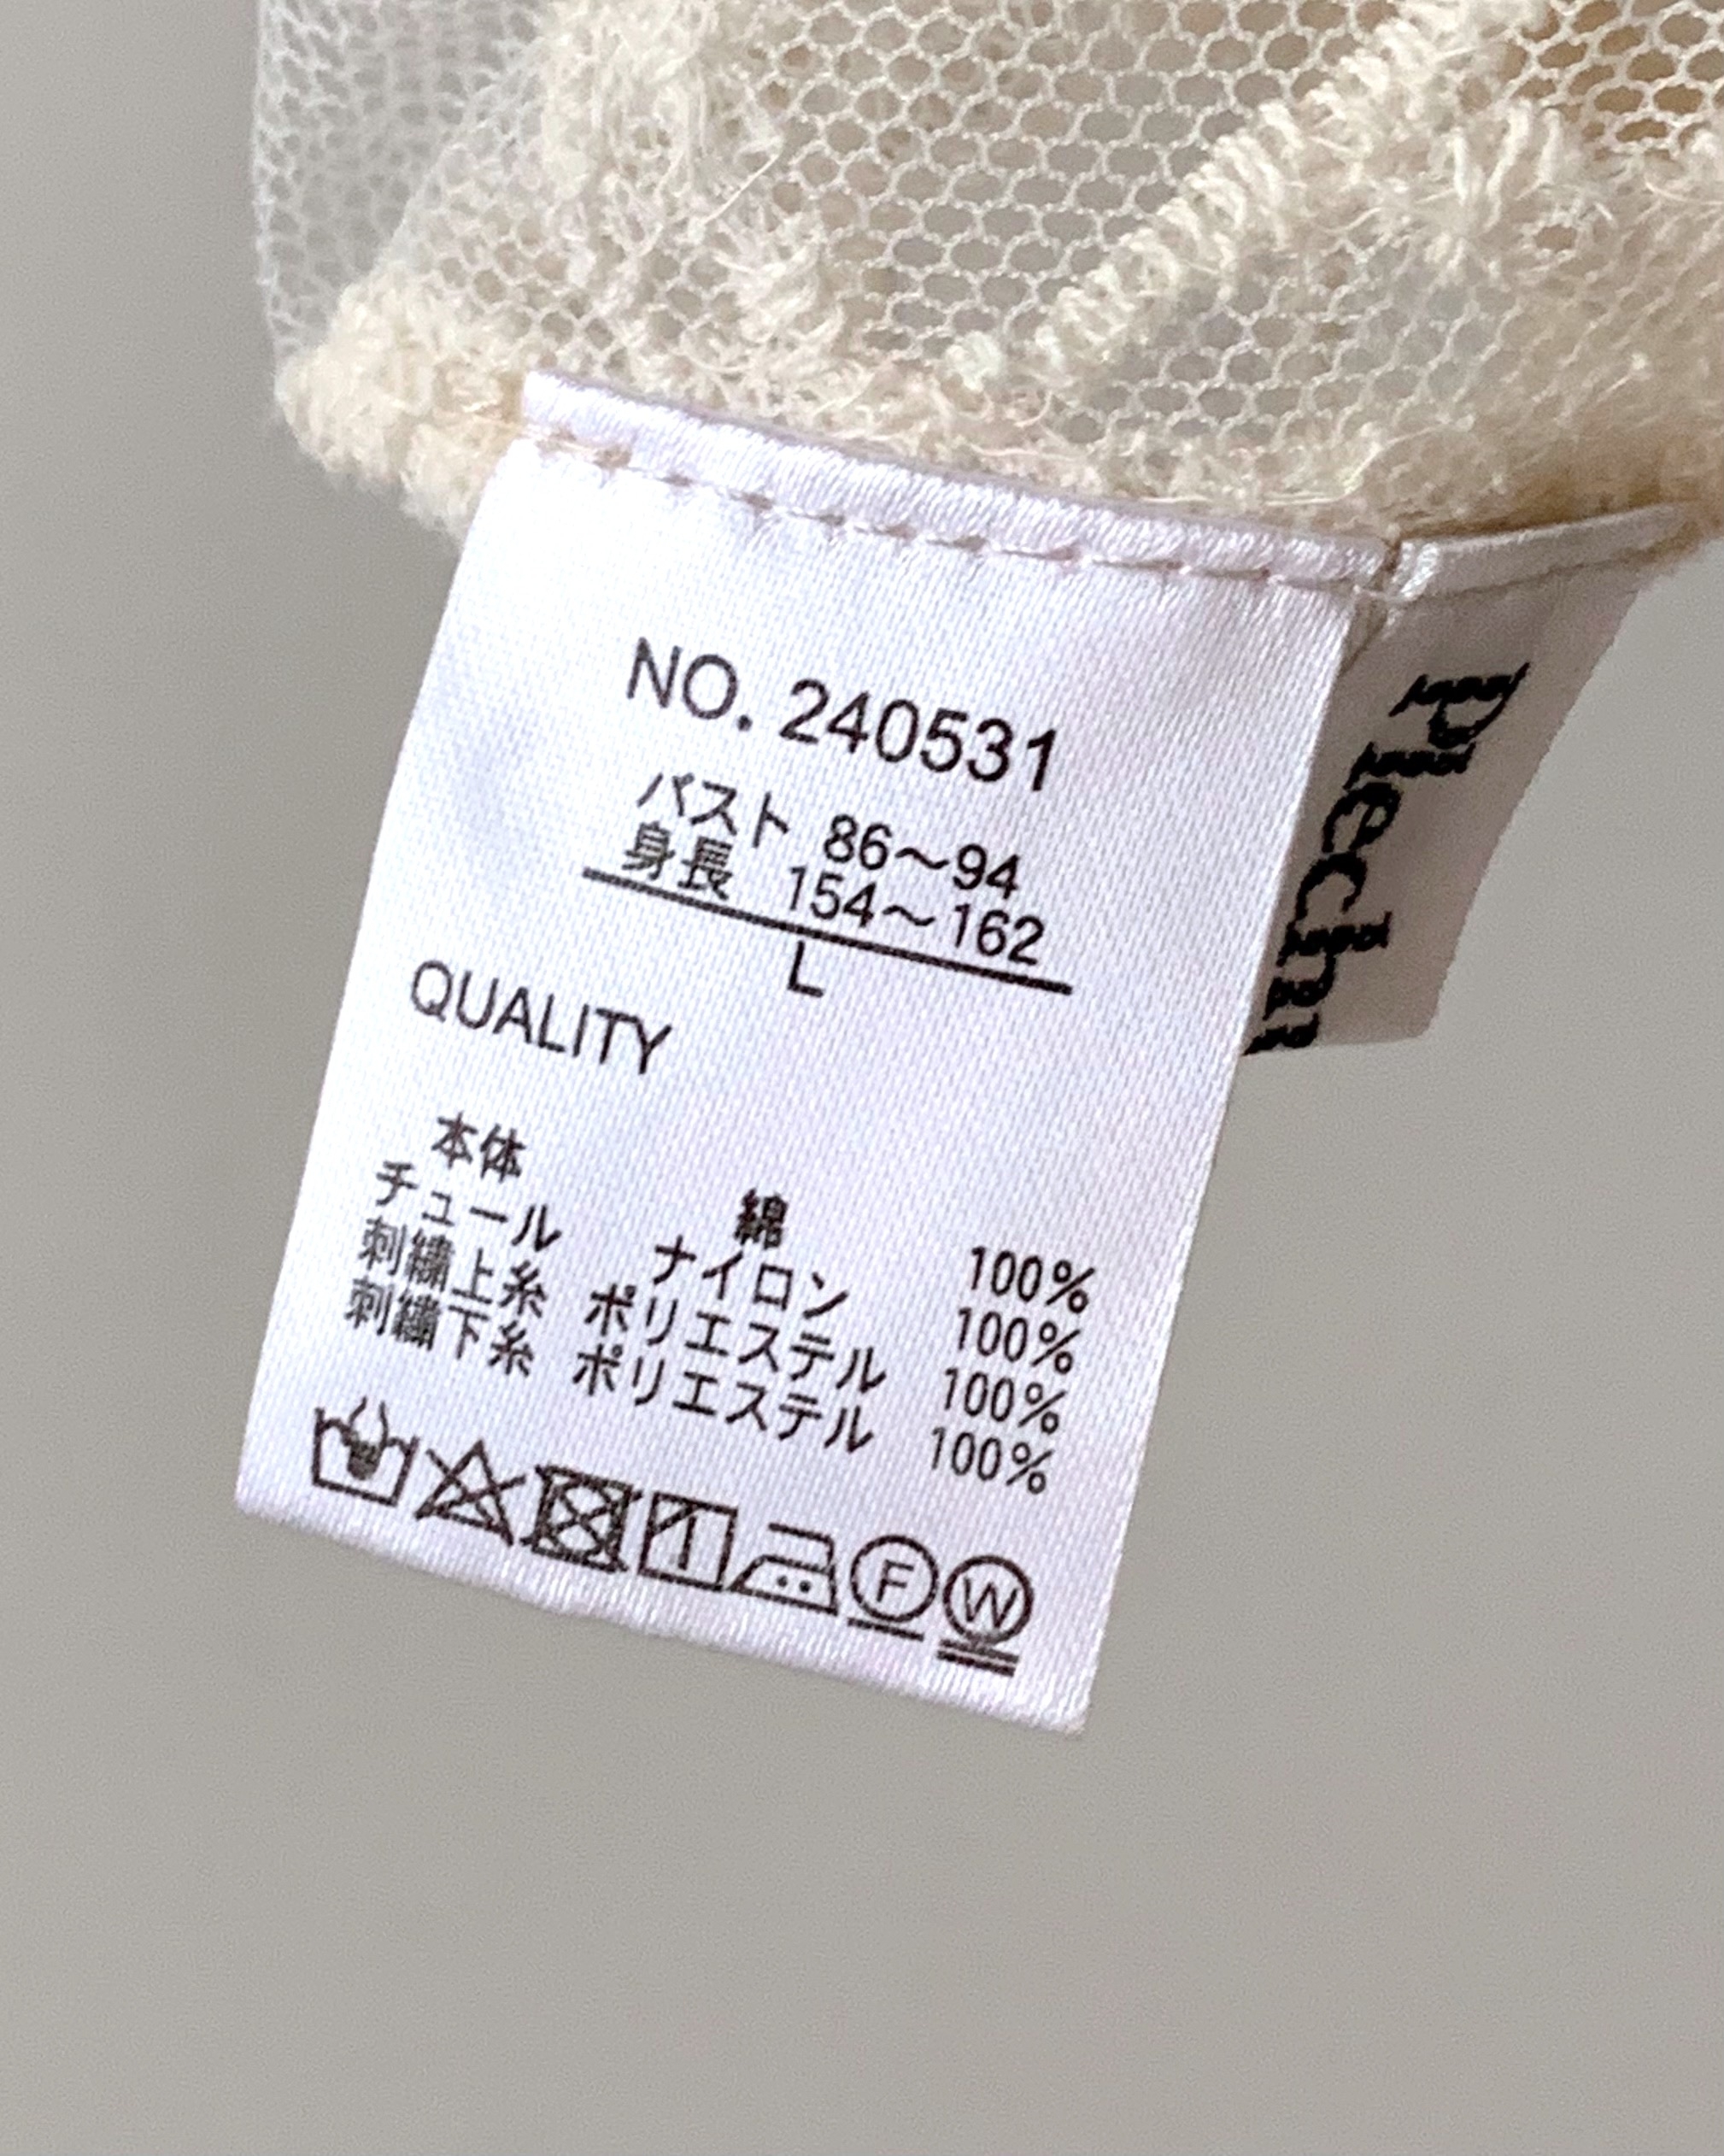 NO. 240531
バスト 86～94
身長 154～162
L
QUALITY
本体 綿 100%
チュール ナイロン 100%
刺繍上糸 ポリエステル 100%
刺繍下糸 ポリエステル 100%
F W